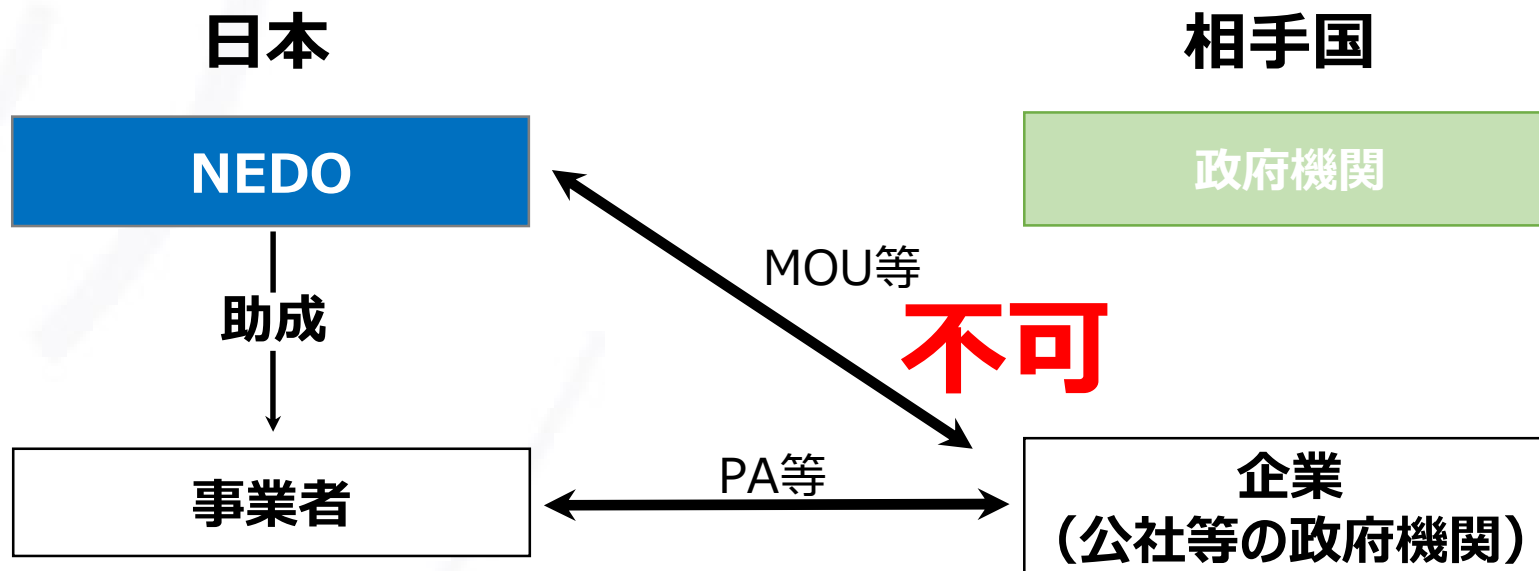 日本
相手国
NEDO
政府機関
MOU等
不可
助成
PA等
事業者
企業
（公社等の政府機関）